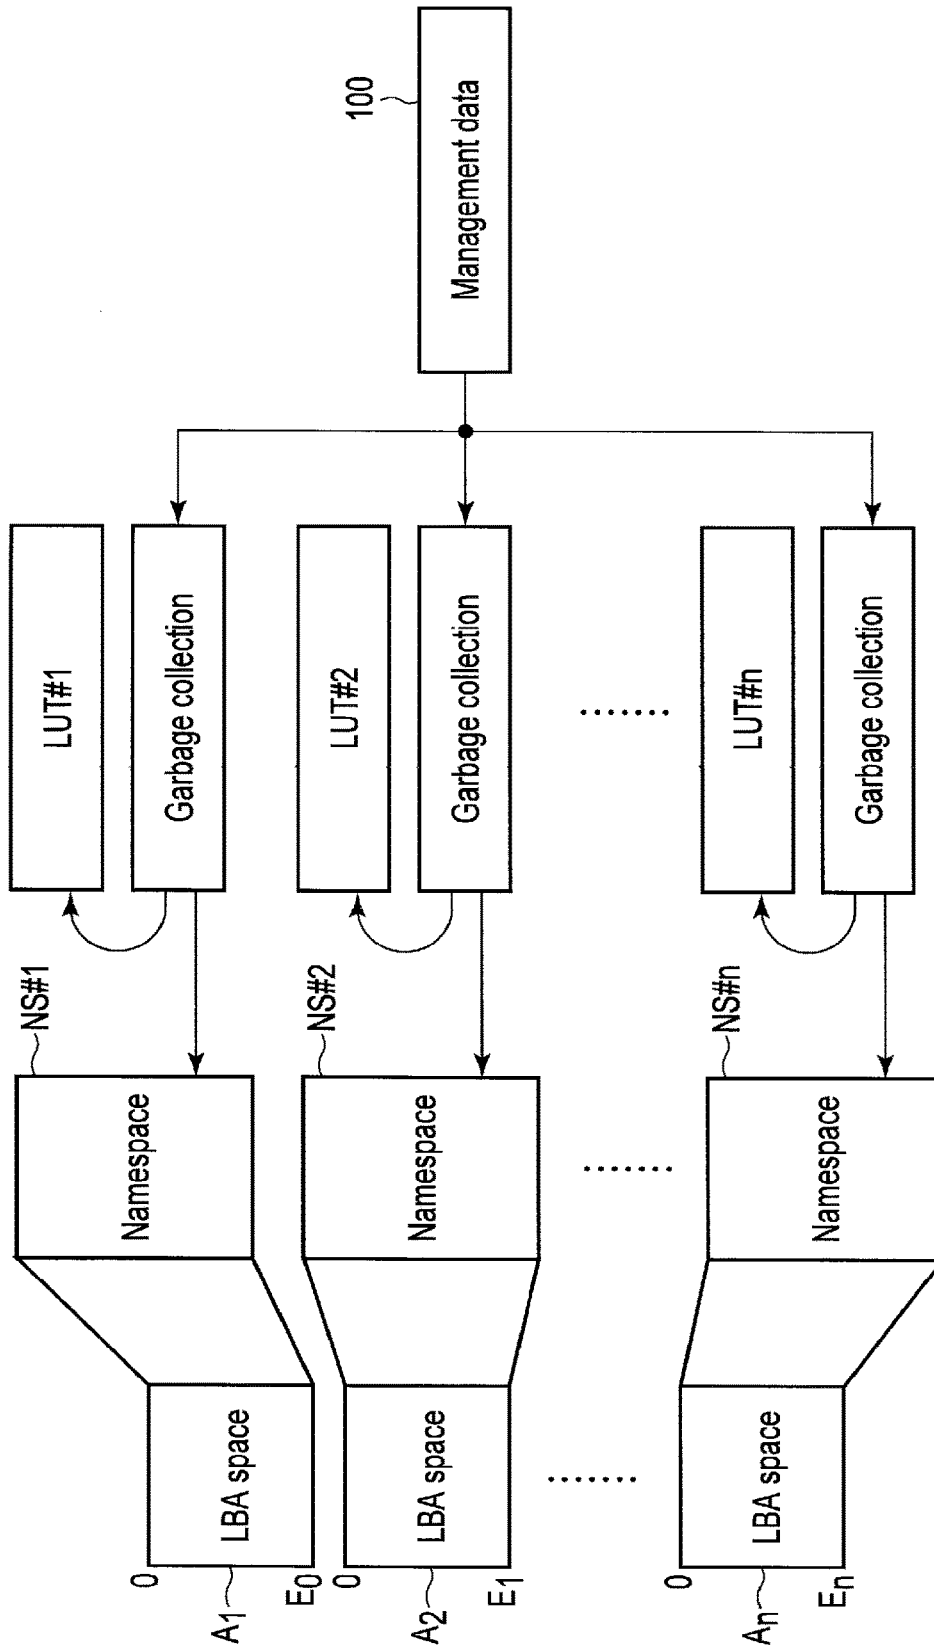 0
A1
E0
LBA space
Namespace
NS#1
LUT#1
Garbage collection
0
A2
E1
LBA space
Namespace
NS#2
LUT#2
Garbage collection
0
An
En
LBA space
Namespace
NS#n
LUT#n
Garbage collection
100
Management data